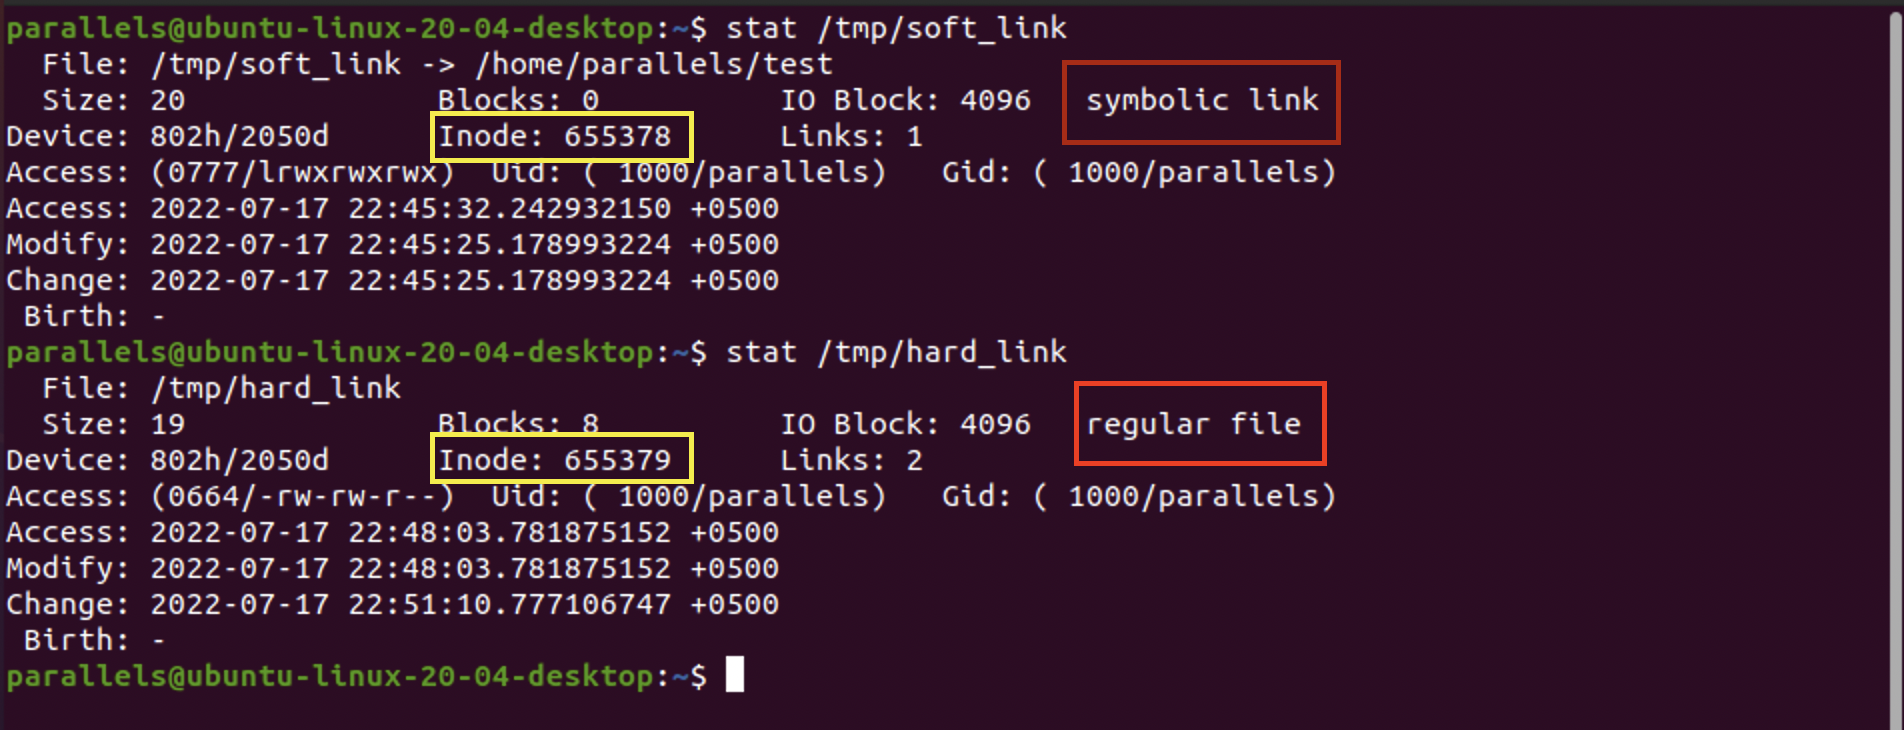 parallels@ubuntu-linux-20-04-desktop:~$ stat /tmp/soft_link
  File: /tmp/soft_link -> /home/parallels/test
  Size: 20              Blocks: 0          IO Block: 4096   symbolic link
Device: 802h/2050d      Inode: 655378      Links: 1
Access: (0777/lrwxrwxrwx)  Uid: ( 1000/parallels)   Gid: ( 1000/parallels)
Access: 2022-07-17 22:45:32.242932150 +0500
Modify: 2022-07-17 22:45:25.178993224 +0500
Change: 2022-07-17 22:45:25.178993224 +0500
 Birth: -
parallels@ubuntu-linux-20-04-desktop:~$ stat /tmp/hard_link
  File: /tmp/hard_link
  Size: 19              Blocks: 8          IO Block: 4096   regular file
Device: 802h/2050d      Inode: 655379      Links: 2
Access: (0664/-rw-rw-r--)  Uid: ( 1000/parallels)   Gid: ( 1000/parallels)
Access: 2022-07-17 22:48:03.781875152 +0500
Modify: 2022-07-17 22:48:03.781875152 +0500
Change: 2022-07-17 22:51:10.777106747 +0500
 Birth: -
parallels@ubuntu-linux-20-04-desktop:~$